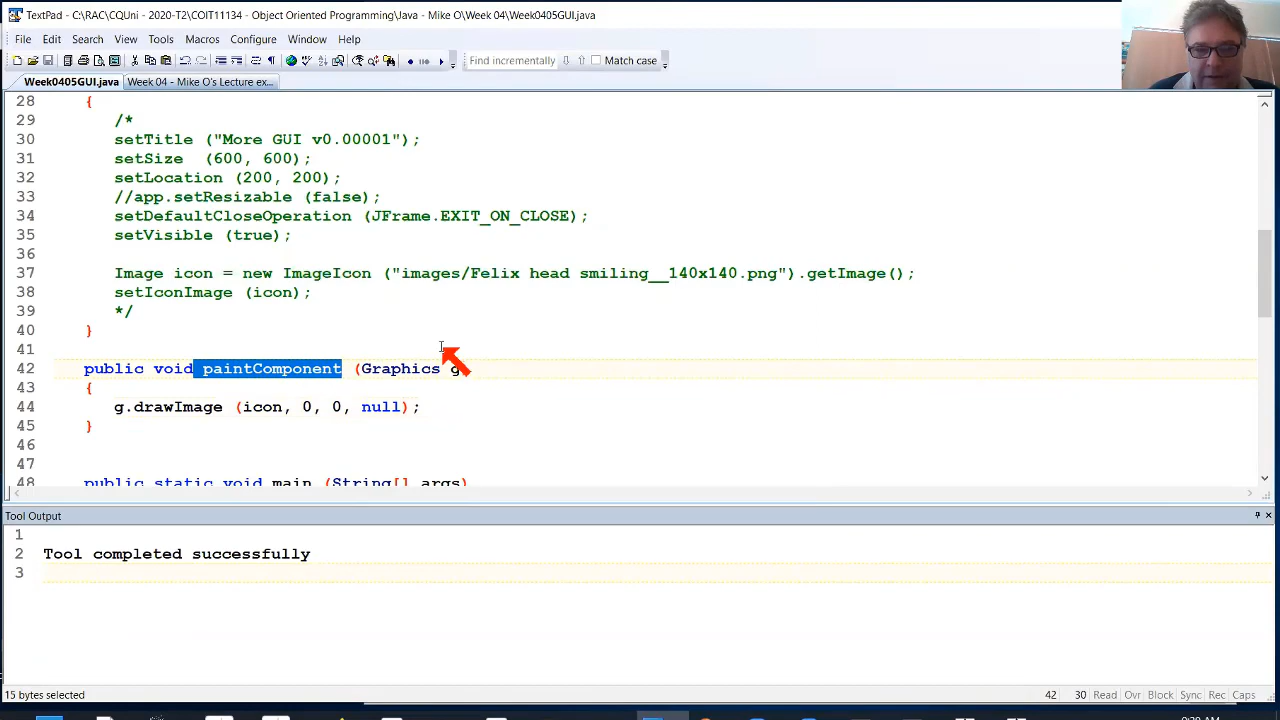 TextPad - C:\RAC\CQUni - 2020-T2\COIT11134 - Object Oriented Programming\Java - Mike O\Week 04\Week0405GUI.java
File Edit Search View Tools Macros Configure Window Help
Find incrementally Match case
Week0405GUI.java Week 04 - Mike O's Lecture ex...
28 {
29 /*
30 setTitle ("More GUI v0.00001");
31 setSize (600, 600);
32 setLocation (200, 200);
33 //app.setResizable (false);
34 setDefaultCloseOperation (JFrame.EXIT_ON_CLOSE);
35 setVisible (true);
36
37 Image icon = new ImageIcon ("images/Felix head smiling__140x140.png").getImage();
38 setIconImage (icon);
39 */
40 }
41
42 public void paintComponent (Graphics g
43 {
44 g.drawImage (icon, 0, 0, null);
45 }
46
47
48 public static void main (String[] args)
Tool Output
1
2 Tool completed successfully
3
15 bytes selected 42 30 Read Ovr Block Sync Rec Caps